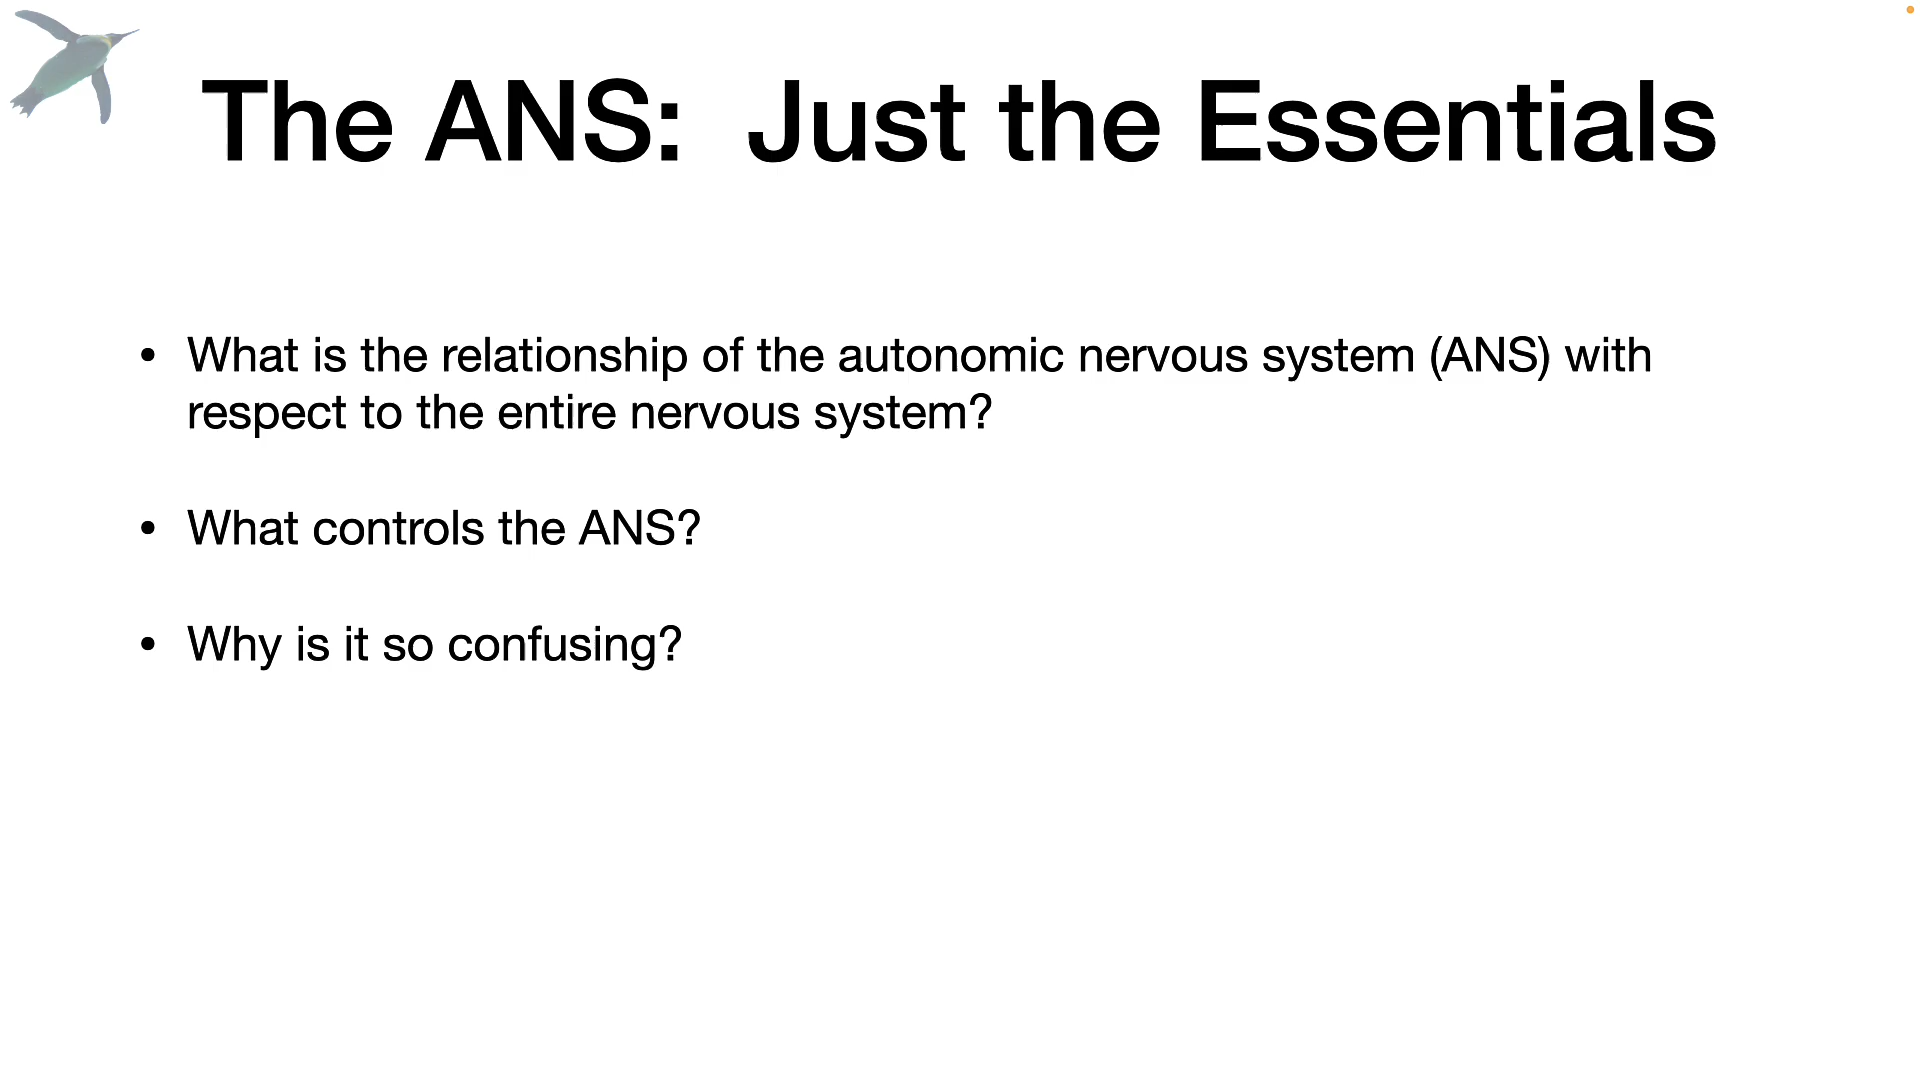 The ANS:  Just the Essentials
• What is the relationship of the autonomic nervous system (ANS) with
respect to the entire nervous system?
• What controls the ANS?
• Why is it so confusing?